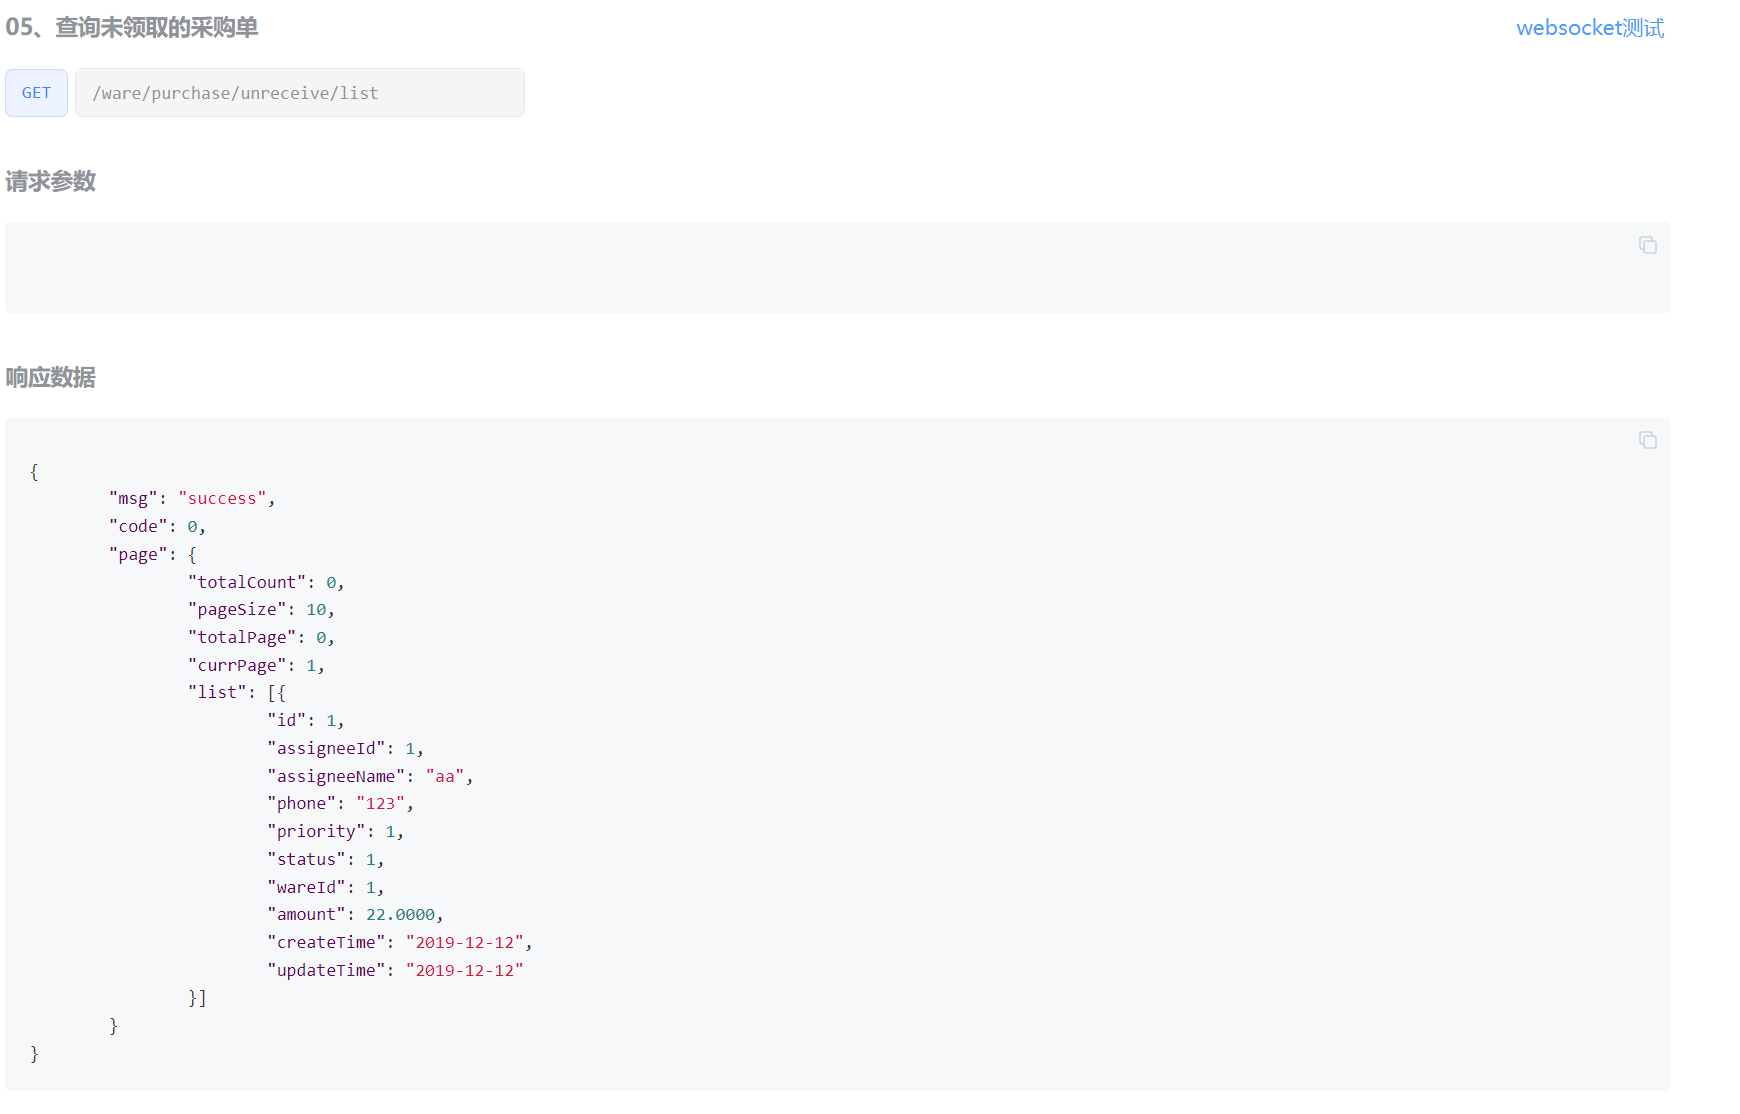 05、查询未领取的采购单
websocket测试
GET
/ware/purchase/unreceive/list
请求参数
响应数据
{
"msg": "success",
"code": 0,
"page": {
"totalCount": 0,
"pageSize": 10,
"totalPage": 0,
"currPage": 1,
"list": [{
"id": 1,
"assigneeId": 1,
"assigneeName": "aa",
"phone": "123",
"priority": 1,
"status": 1,
"wareId": 1,
"amount": 22.0000,
"createTime": "2019-12-12",
"updateTime": "2019-12-12"
}]
}
}